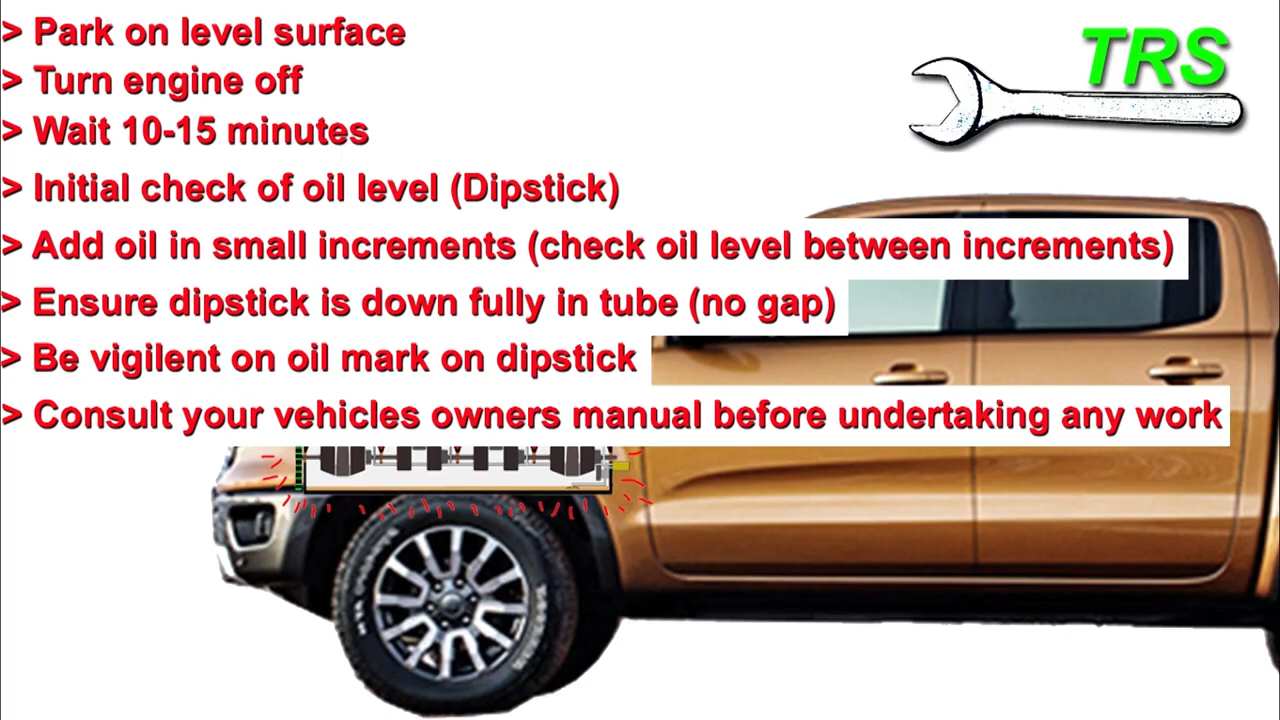 > Park on level surface
> Turn engine off
> Wait 10-15 minutes
> Initial check of oil level (Dipstick)
> Add oil in small increments (check oil level between increments)
> Ensure dipstick is down fully in tube (no gap)
> Be vigilent on oil mark on dipstick
> Consult your vehicles owners manual before undertaking any work
TRS